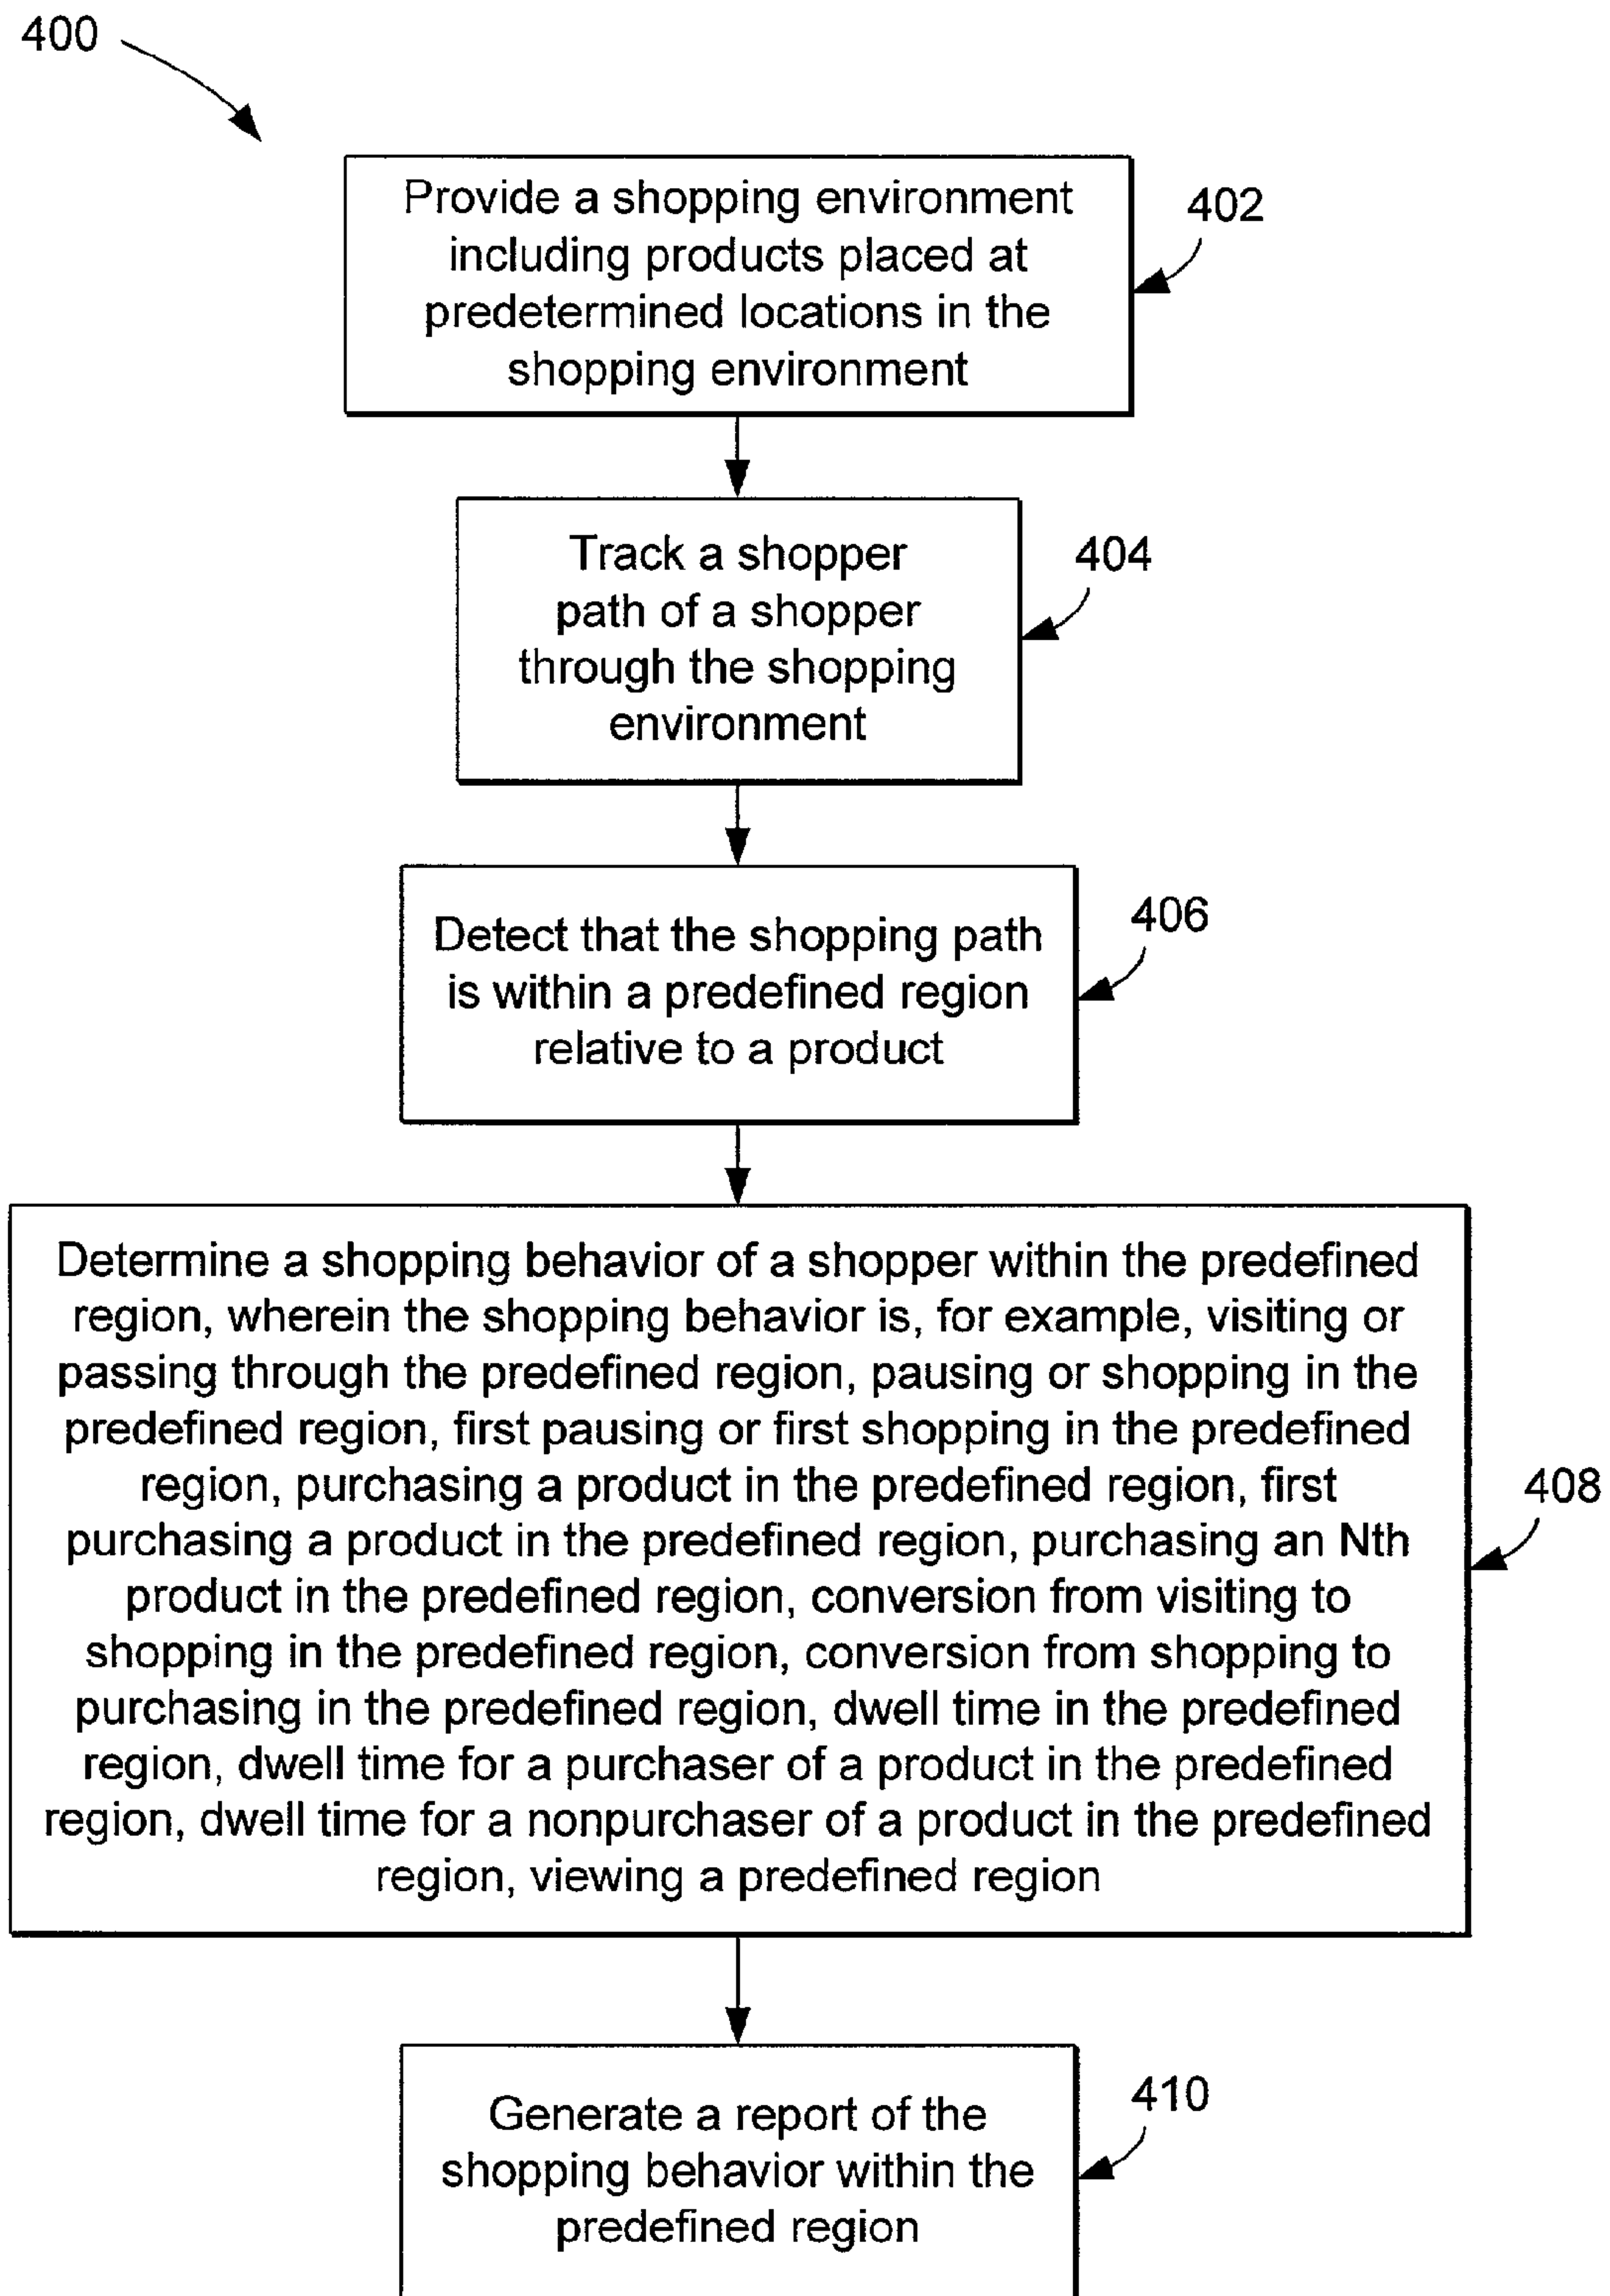 400
Provide a shopping environment
including products placed at
predetermined locations in the
shopping environment
402
Track a shopper
path of a shopper
through the shopping
environment
404
Detect that the shopping path
is within a predefined region
relative to a product
406
Determine a shopping behavior of a shopper within the predefined
region, wherein the shopping behavior is, for example, visiting or
passing through the predefined region, pausing or shopping in the
predefined region, first pausing or first shopping in the predefined
region, purchasing a product in the predefined region, first
purchasing a product in the predefined region, purchasing an Nth
product in the predefined region, conversion from visiting to
shopping in the predefined region, conversion from shopping to
purchasing in the predefined region, dwell time in the predefined
region, dwell time for a purchaser of a product in the predefined
region, dwell time for a nonpurchaser of a product in the predefined
region, viewing a predefined region
408
Generate a report of the
shopping behavior within the
predefined region
410